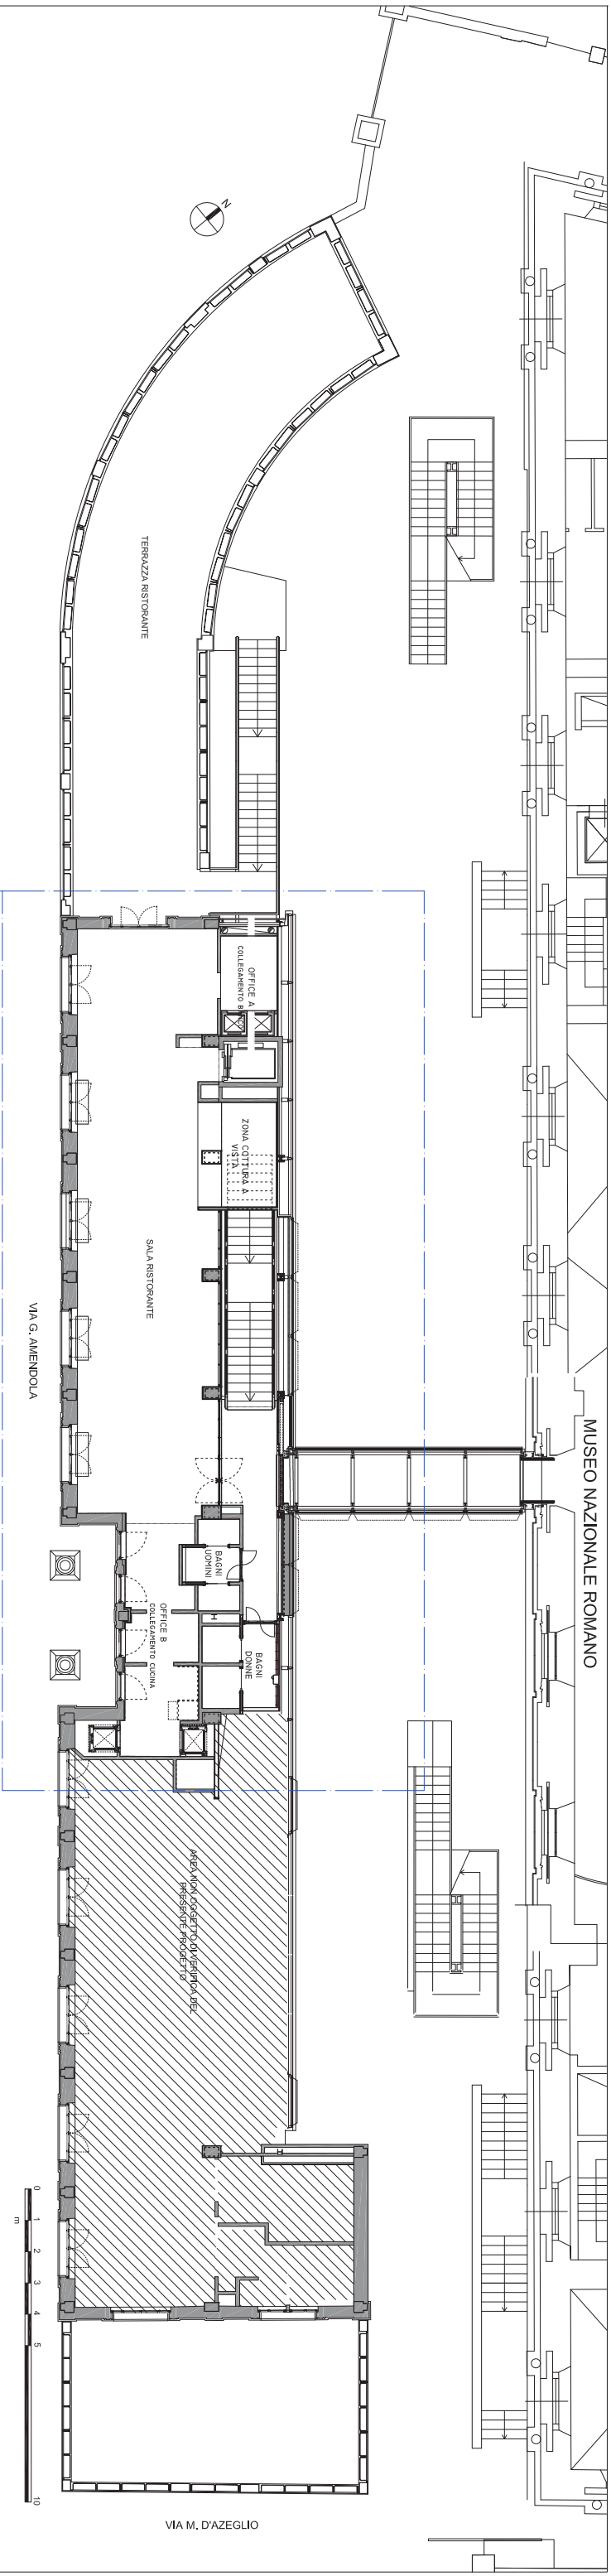 N
TERRAZZA RISTORANTE
OFFICE A
COLLEGAMENTO
ZONA COTTURA A
VISTA
SALA RISTORANTE
VIA G. AMENDOLA
MUSEO NAZIONALE ROMANO
BAGNI
UOMINI
OFFICE B
COLLEGAMENTO CUCINA
BAGNI
DONNE
AREA NON OGGETTO DI VERIFICA DEL
PRESENTE PROGETTO
0 1 2 3 4 5 10
m
VIA M. D'AZEGLIO